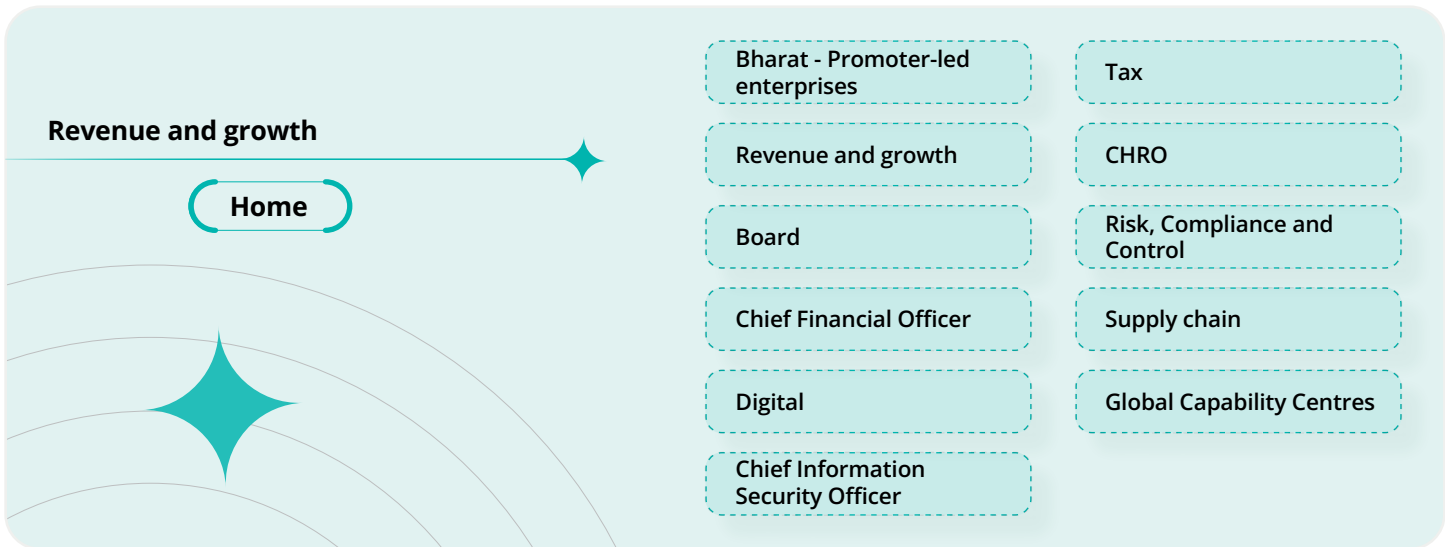 Revenue and growth
Home
Bharat - Promoter-led
enterprises
Revenue and growth
Board
Chief Financial Officer
Digital
Chief Information
Security Officer
Tax
CHRO
Risk, Compliance and
Control
Supply chain
Global Capability Centres